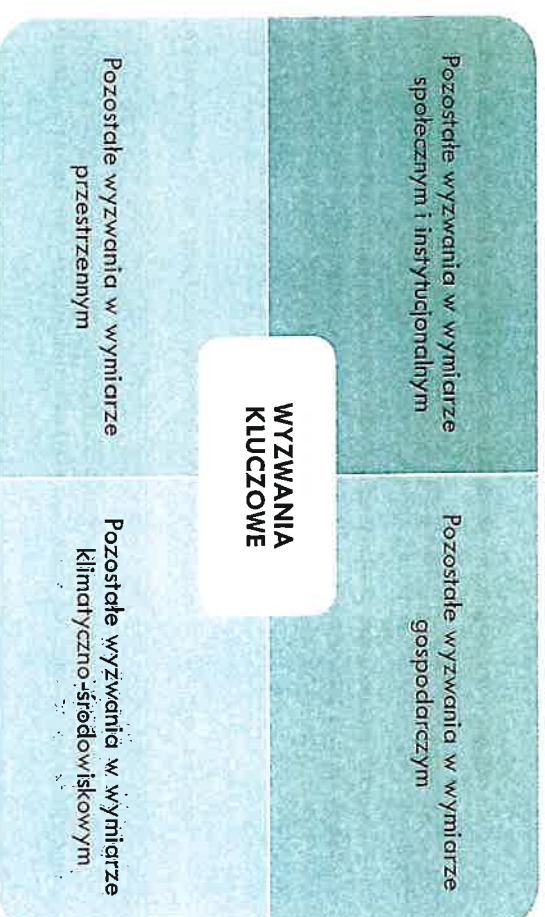 Pozostałe wyzwania w wymiarze
społecznym i instytucjonalnym
Pozostałe wyzwania w wymiarze
gospodarczym
WYZWANIA
KLUCZOWE
Pozostałe wyzwania w wymiarze
przestrzennym
Pozostałe wyzwania w wymiarze
klimatyczno-środowiskowym